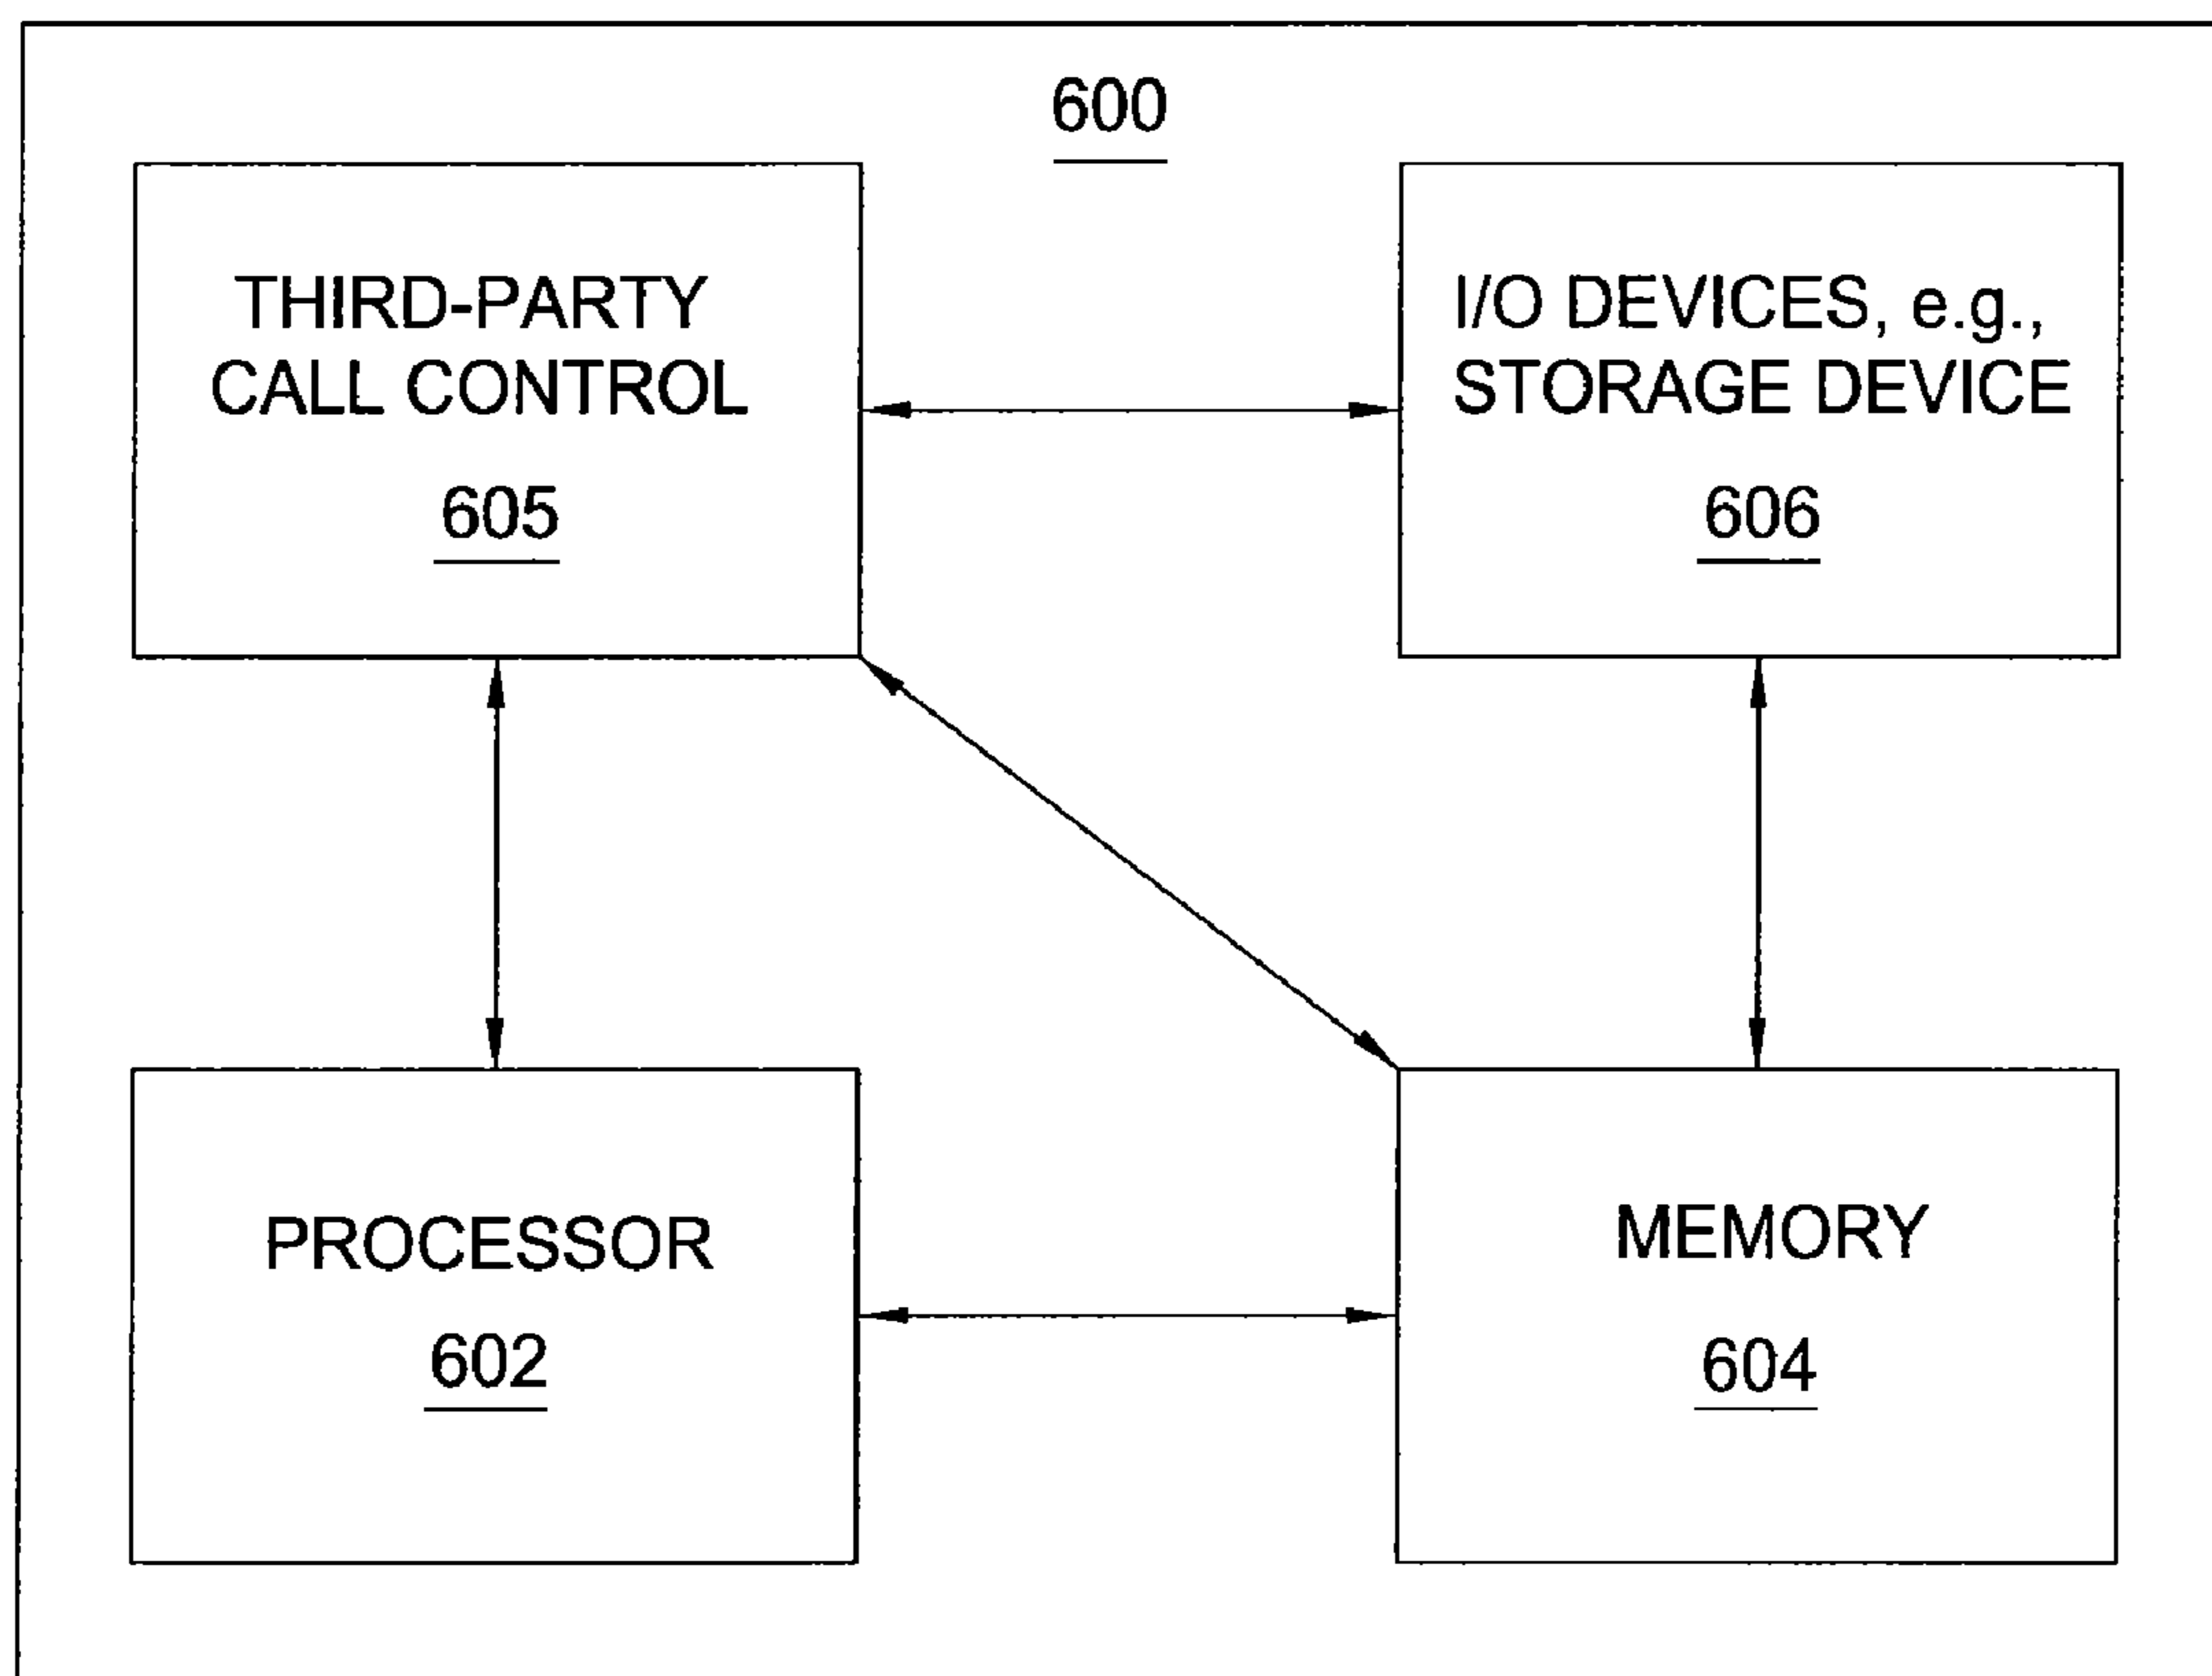 600
THIRD-PARTY
CALL CONTROL
605
I/O DEVICES, e.g.,
STORAGE DEVICE
606
PROCESSOR
602
MEMORY
604